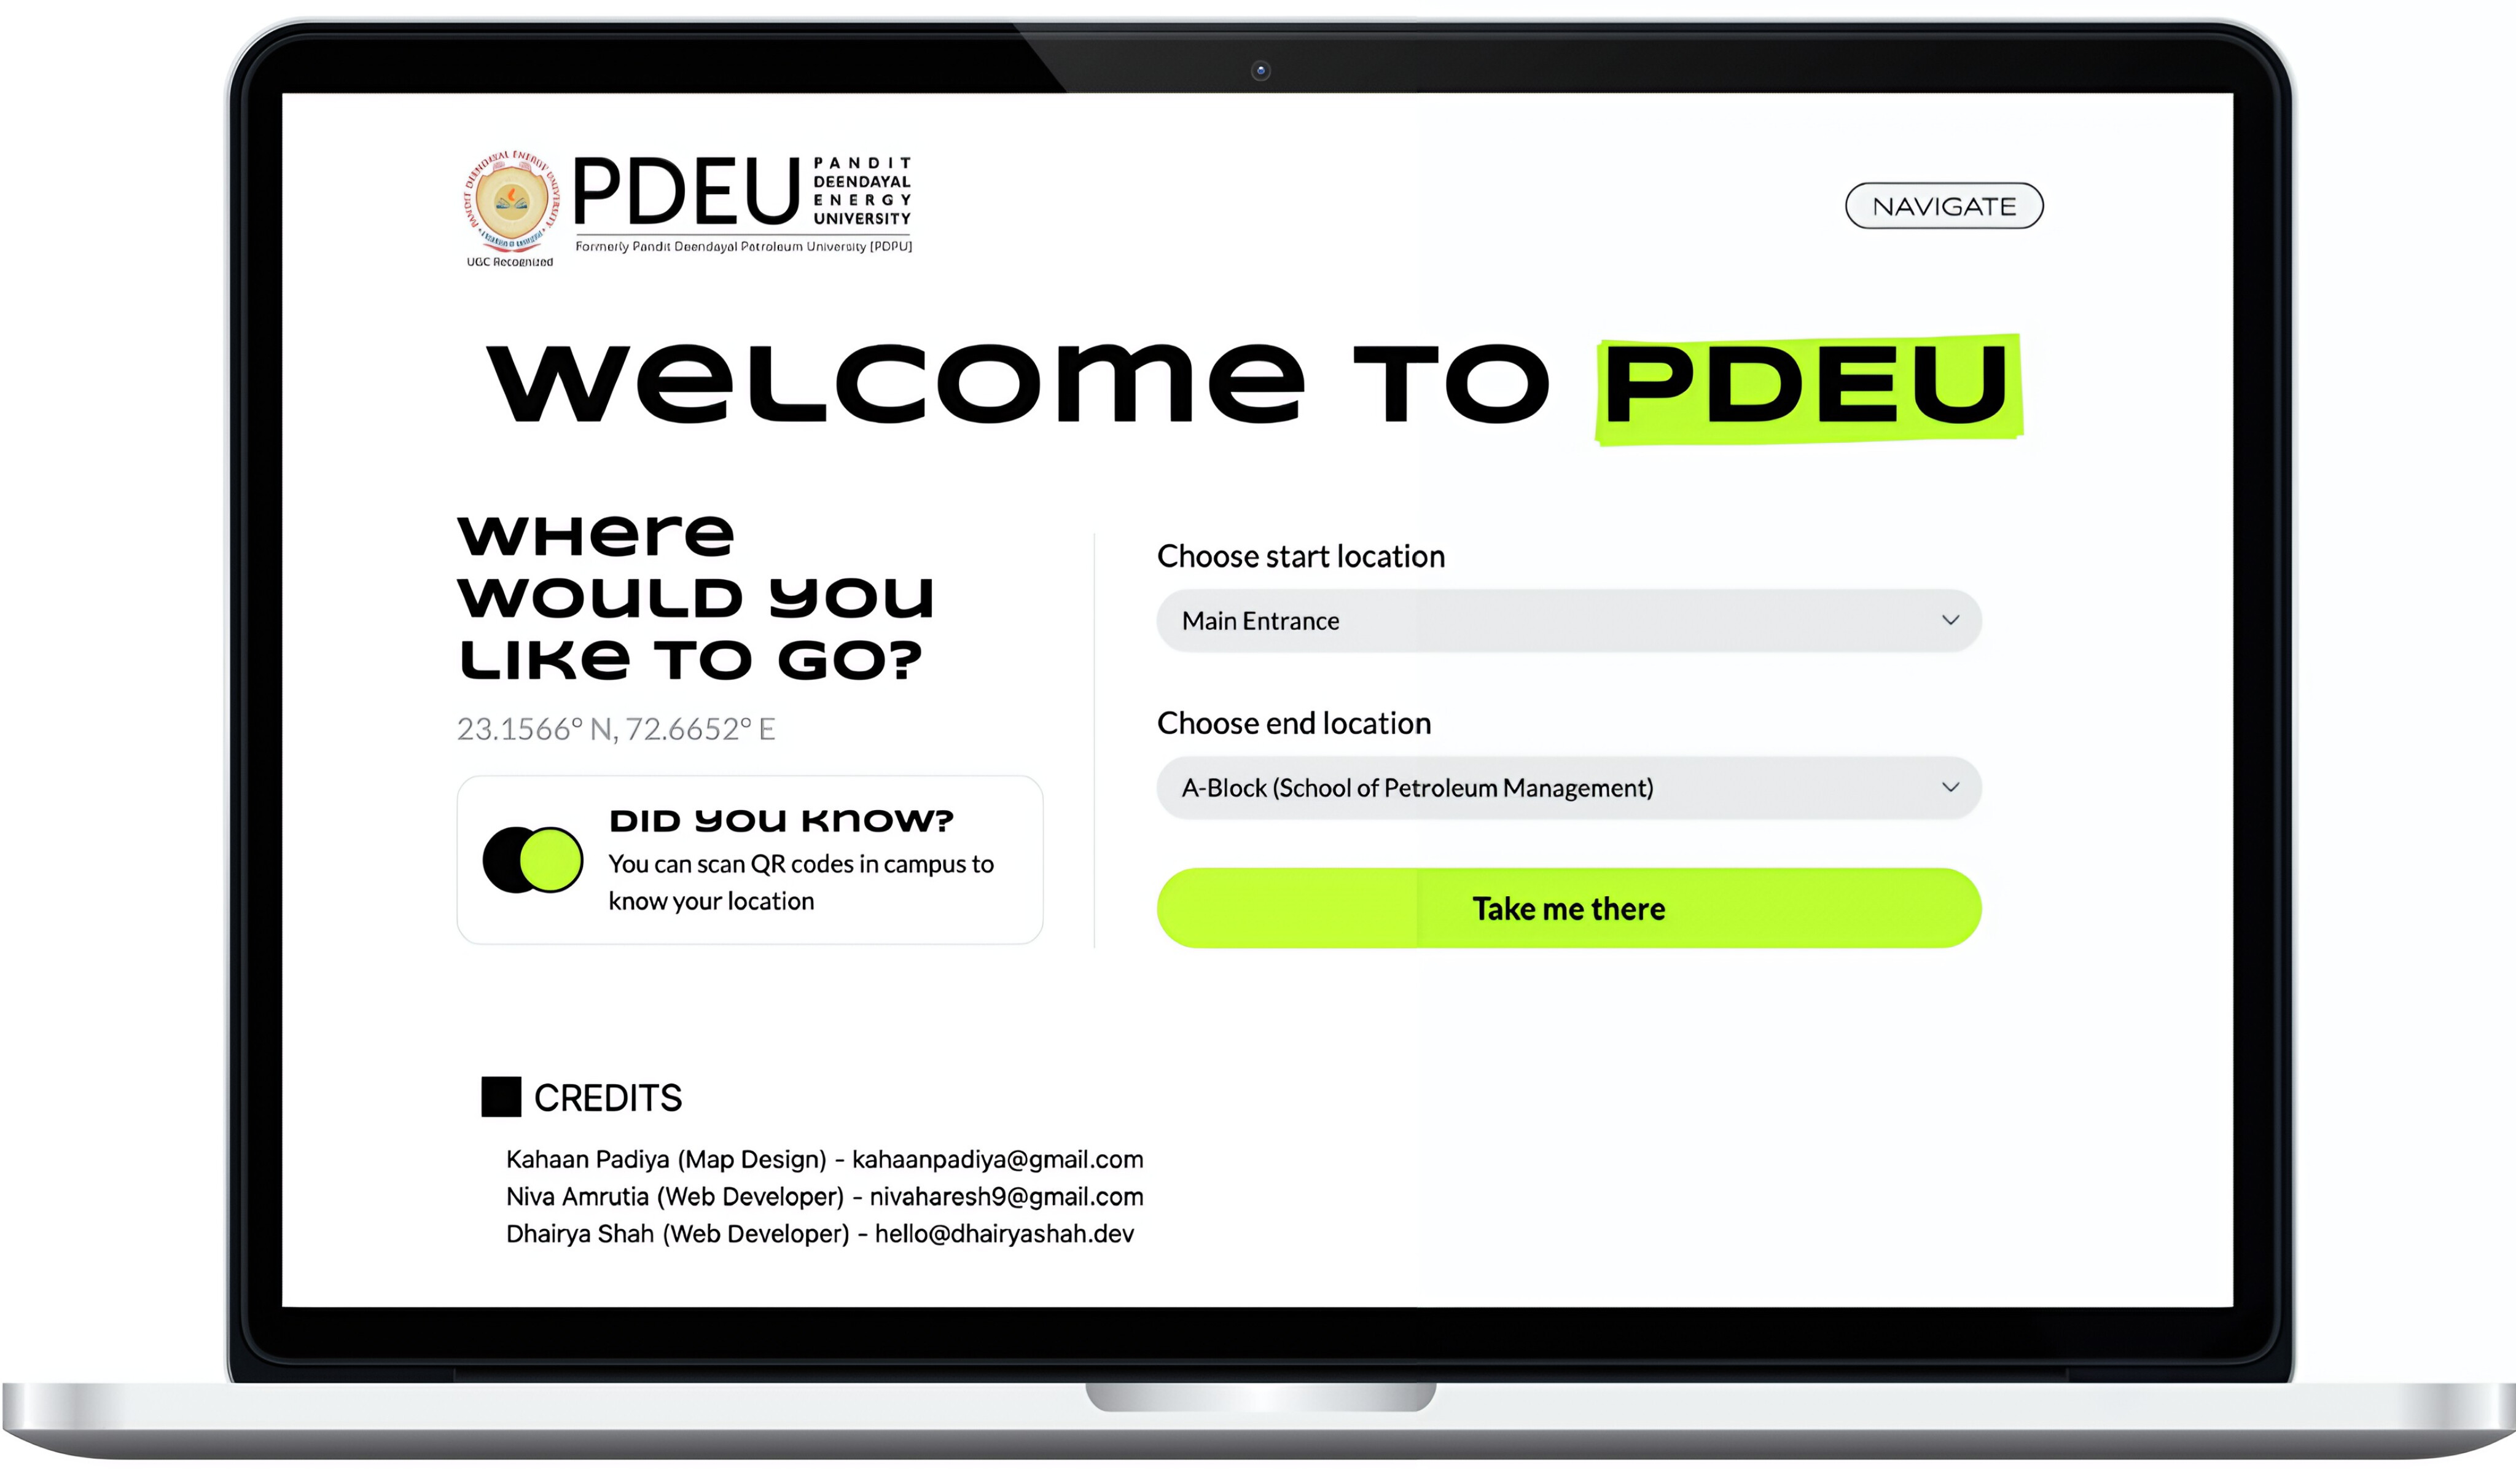 PANDIT DEENDAYAL ENERGY UNIVERSITY
UGC Recognized
PDEU
PANDIT
DEENDAYAL
ENERGY
UNIVERSITY
Formerly Pandit Deendayal Petroleum University [PDPU]
NAVIGATE
WeLcome TO PDEU
WHere
WOULD YOU
LIKe TO GO?
23.1566° N, 72.6652° E
DID YOU KNOW?
You can scan QR codes in campus to
know your location
Choose start location
Main Entrance
Choose end location
A-Block (School of Petroleum Management)
Take me there
CREDITS
Kahaan Padiya (Map Design) - kahaanpadiya@gmail.com
Niva Amrutia (Web Developer) - nivaharesh9@gmail.com
Dhairya Shah (Web Developer) - hello@dhairyashah.dev